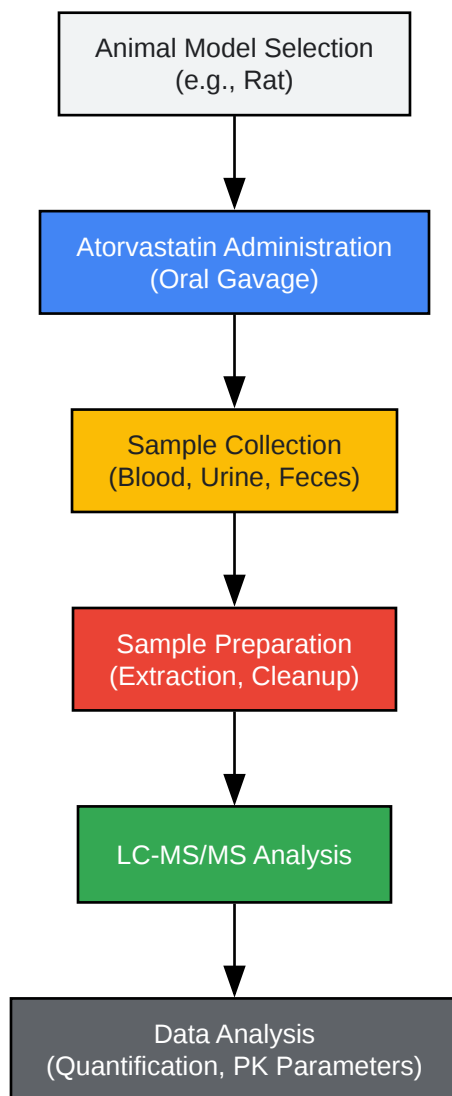 Animal Model Selection
(e.g., Rat)
Atorvastatin Administration
(Oral Gavage)
Sample Collection
(Blood, Urine, Feces)
Sample Preparation
(Extraction, Cleanup)
LC-MS/MS Analysis
Data Analysis
(Quantification, PK Parameters)